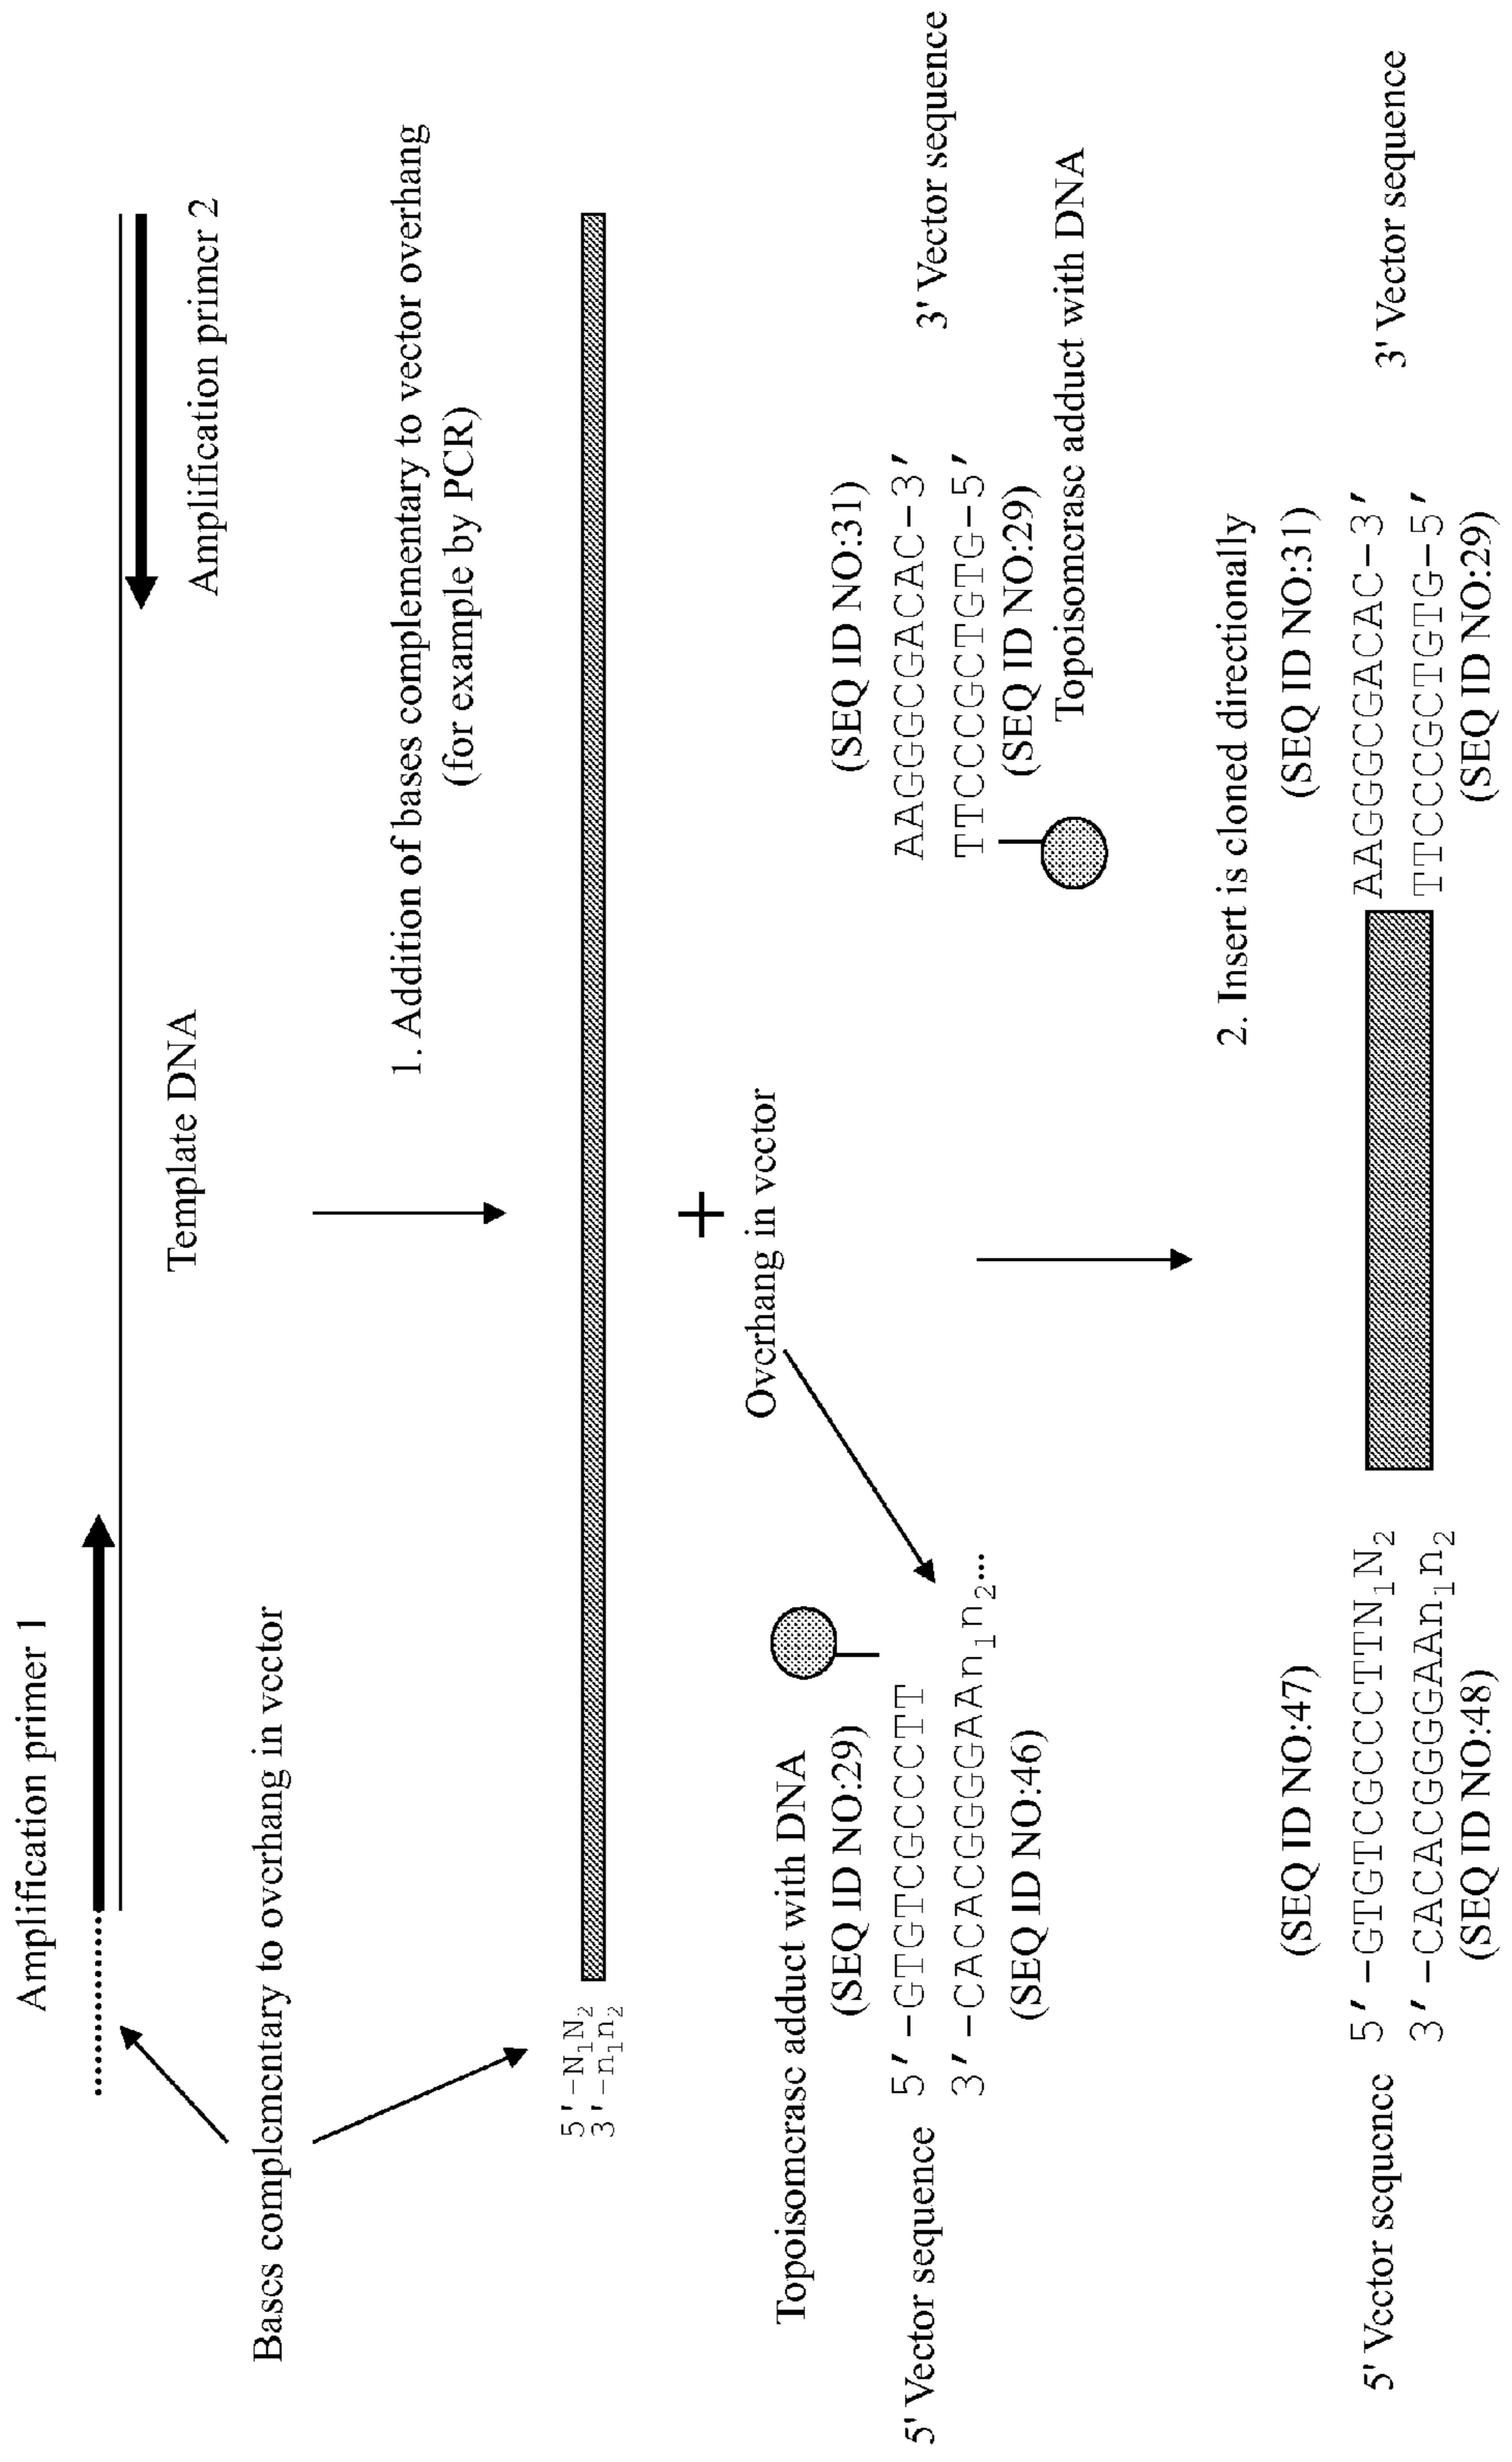 Amplification primer 1
Amplification primer 2
Template DNA
Bases complementary to overhang in vector
1. Addition of bases complementary to vector overhang
(for example by PCR)
5'-N₁N₂
3'-n₁n₂
+
Overhang in vector
Topoisomerase adduct with DNA
(SEQ ID NO:29)
5' Vector sequence
5'-GTGTCGCCCTT
3'-CACACGGGGAAn₁n₂...
(SEQ ID NO:46)
(SEQ ID NO:31)
AAGGGCGACAC-3'
TTCCCGCTGTG-5'
(SEQ ID NO:29)
3' Vector sequence
Topoisomerase adduct with DNA
2. Insert is cloned directionally
(SEQ ID NO:47)
5' Vector sequence
5'-GTGTCGCCCTTN₁N₂
3'-CACACGGGGAAn₁n₂
(SEQ ID NO:48)
(SEQ ID NO:31)
AAGGGCGACAC-3'
TTCCCGCTGTG-5'
(SEQ ID NO:29)
3' Vector sequence